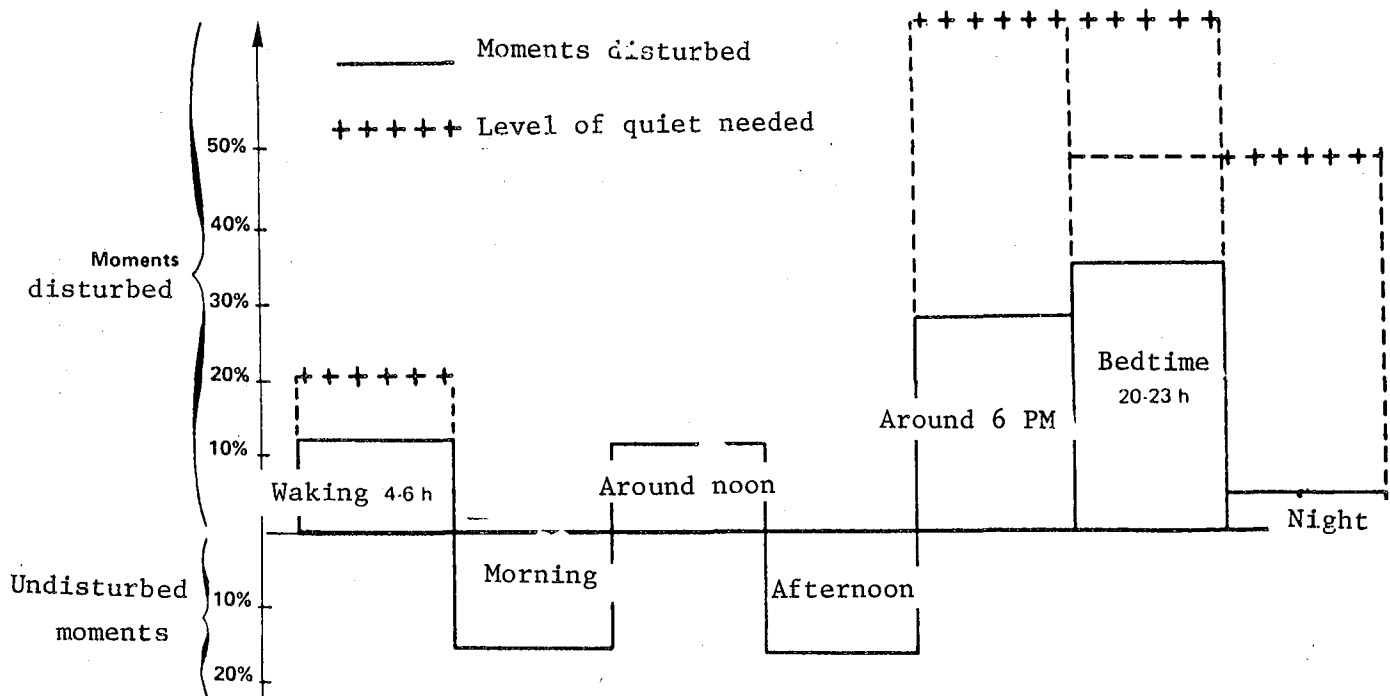 Moments disturbed
+++++ Level of quiet needed
50%
40%
Moments
disturbed
30%
20%
10%
Waking 4-6 h
Morning
Around noon
Afternoon
Around 6 PM
Bedtime
20-23 h
Night
Undisturbed
moments
10%
20%